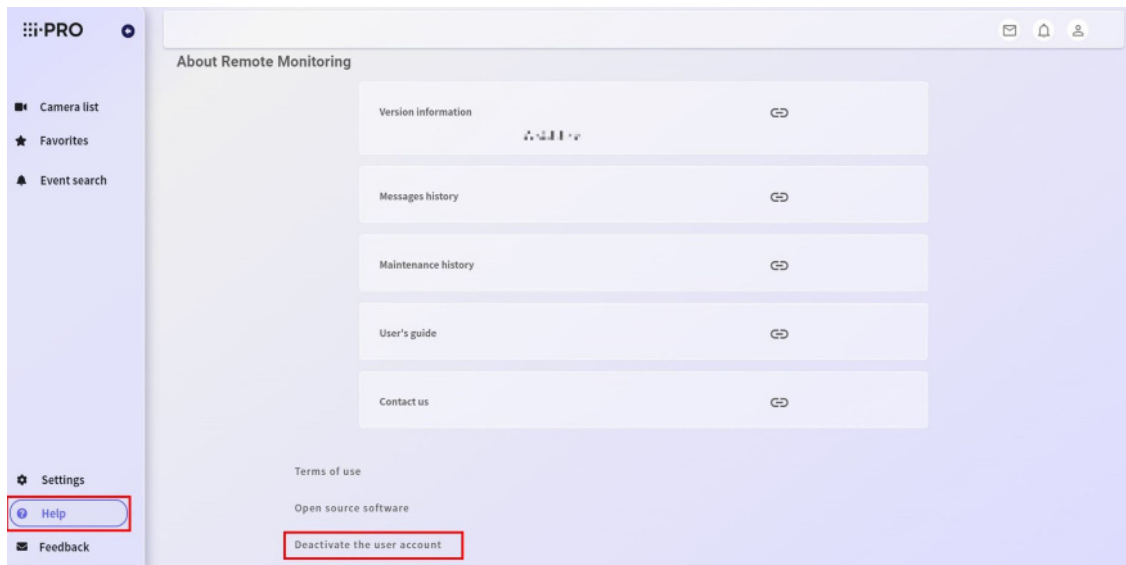 i-PRO
Camera list
Favorites
Event search
Settings
Help
Feedback
About Remote Monitoring
Version information
Messages history
Maintenance history
User's guide
Contact us
Terms of use
Open source software
Deactivate the user account